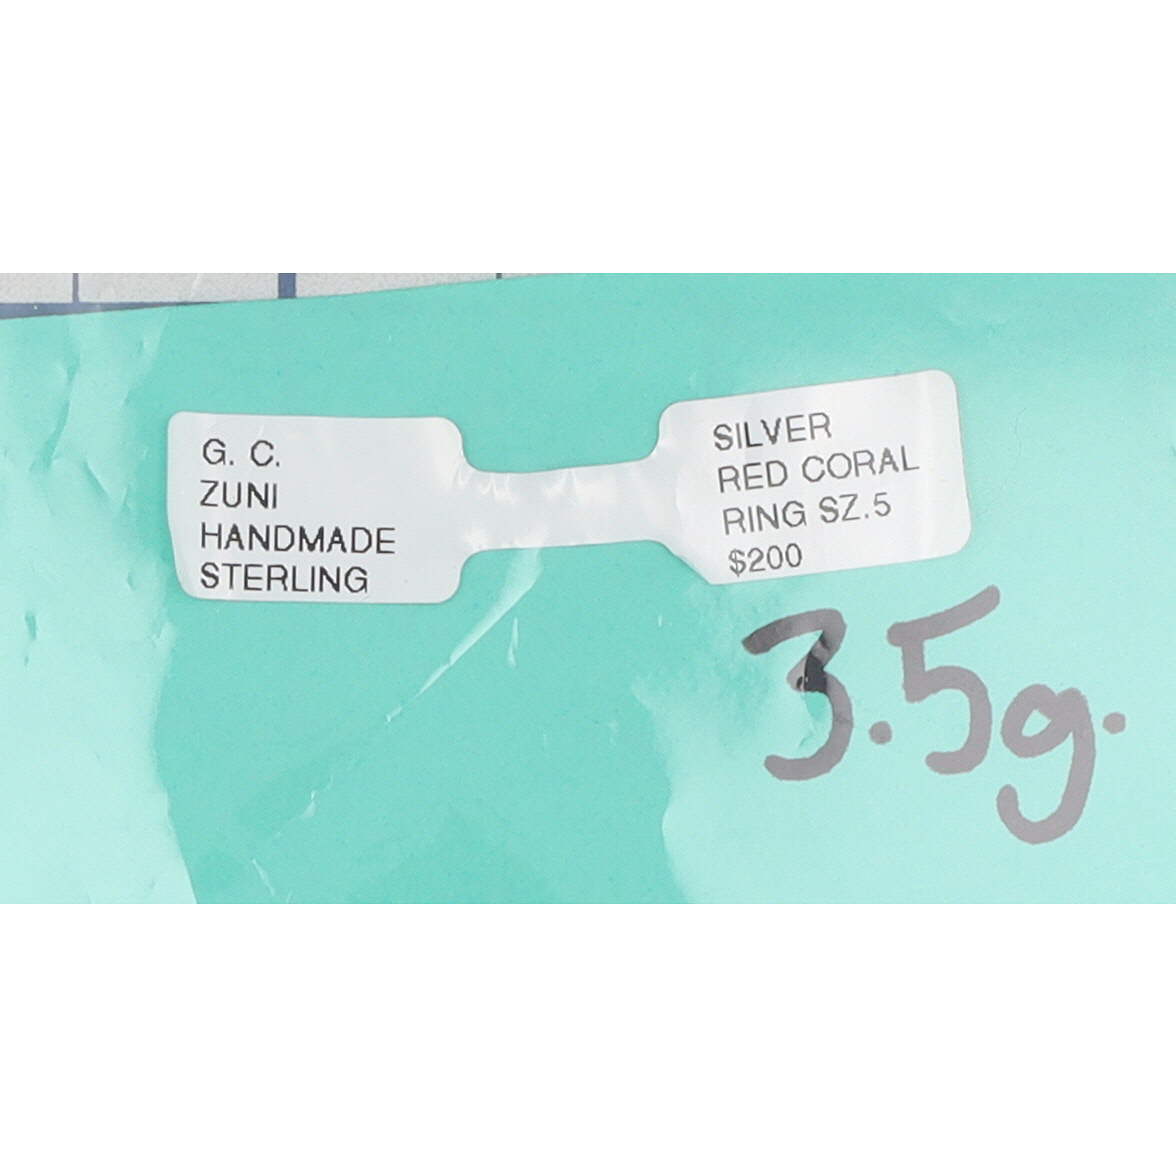 G. C.
ZUNI
HANDMADE
STERLING
SILVER
RED CORAL
RING SZ.5
$200
3.5g.